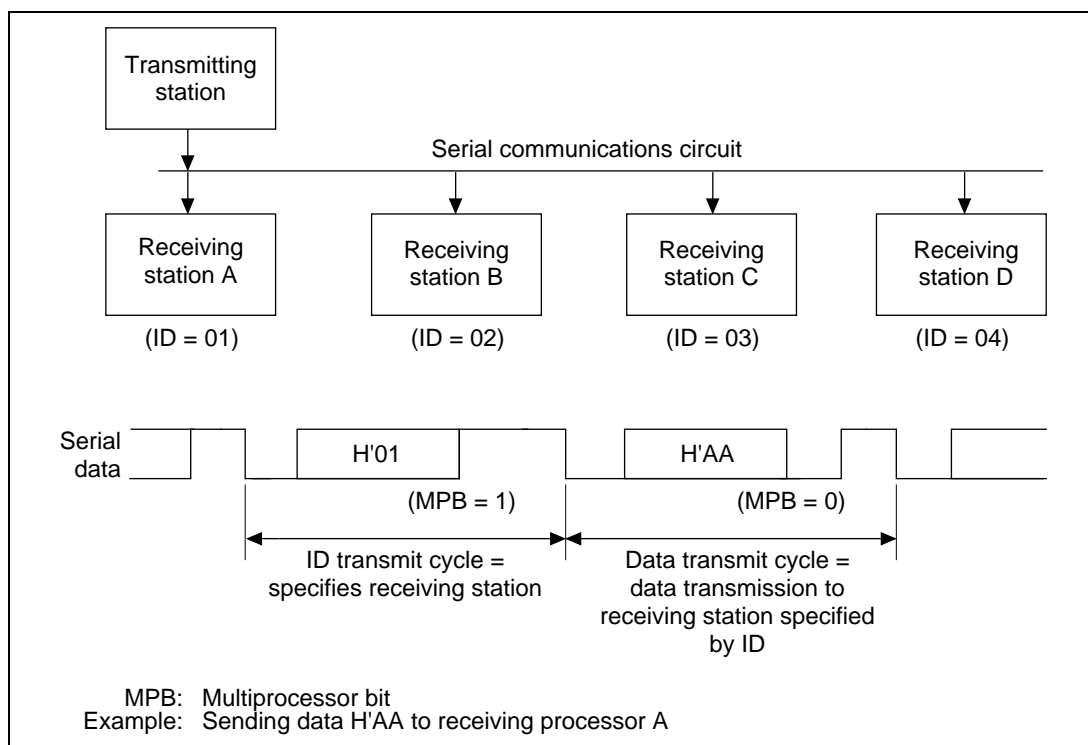 Transmitting
station
Serial communications circuit
Receiving
station A
Receiving
station B
Receiving
station C
Receiving
station D
(ID = 01)
(ID = 02)
(ID = 03)
(ID = 04)
Serial
data
H'01
H'AA
(MPB = 1)
(MPB = 0)
ID transmit cycle =
specifies receiving station
Data transmit cycle =
data transmission to
receiving station specified
by ID
MPB: Multiprocessor bit
Example: Sending data H'AA to receiving processor A